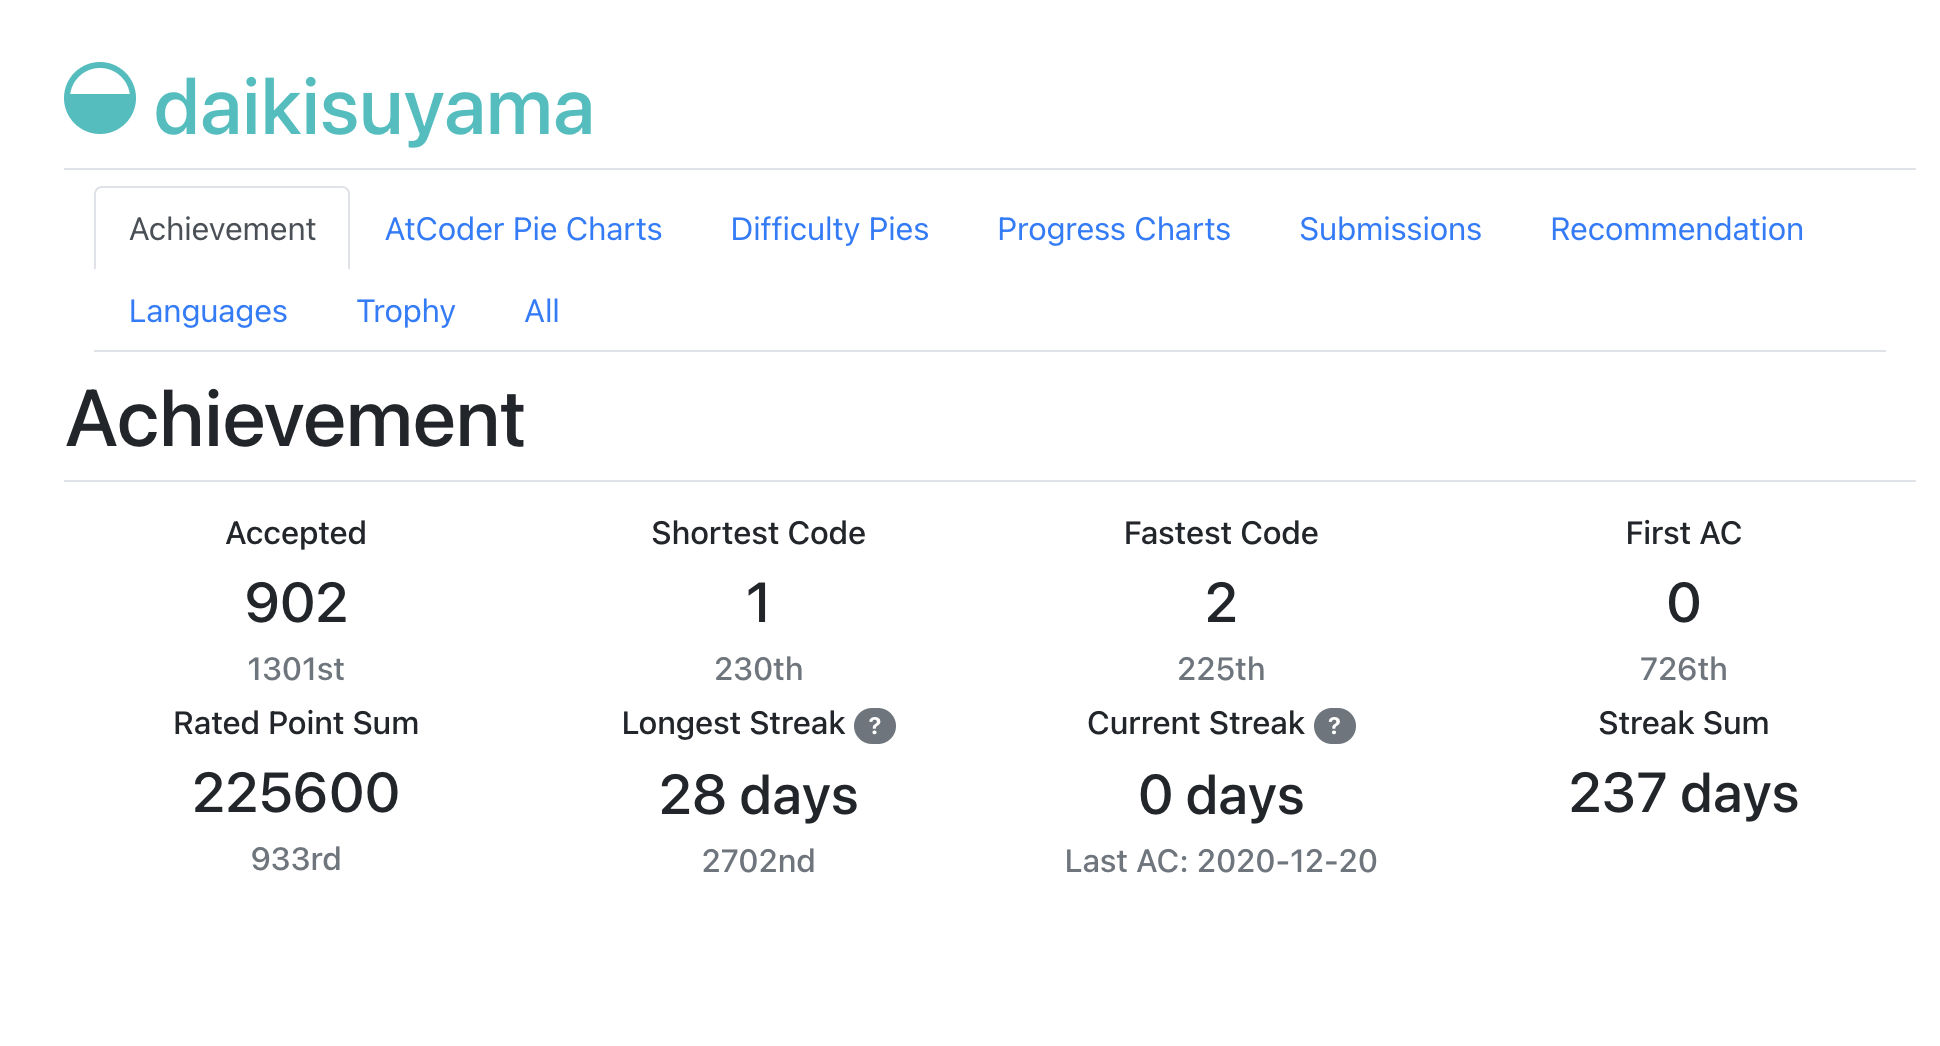 daikisuyama
Achievement AtCoder Pie Charts Difficulty Pies Progress Charts Submissions Recommendation
Languages Trophy All
Achievement
Accepted Shortest Code Fastest Code First AC
902 1 2 0
1301st 230th 225th 726th
Rated Point Sum Longest Streak ? Current Streak ? Streak Sum
225600 28 days 0 days 237 days
933rd 2702nd Last AC: 2020-12-20